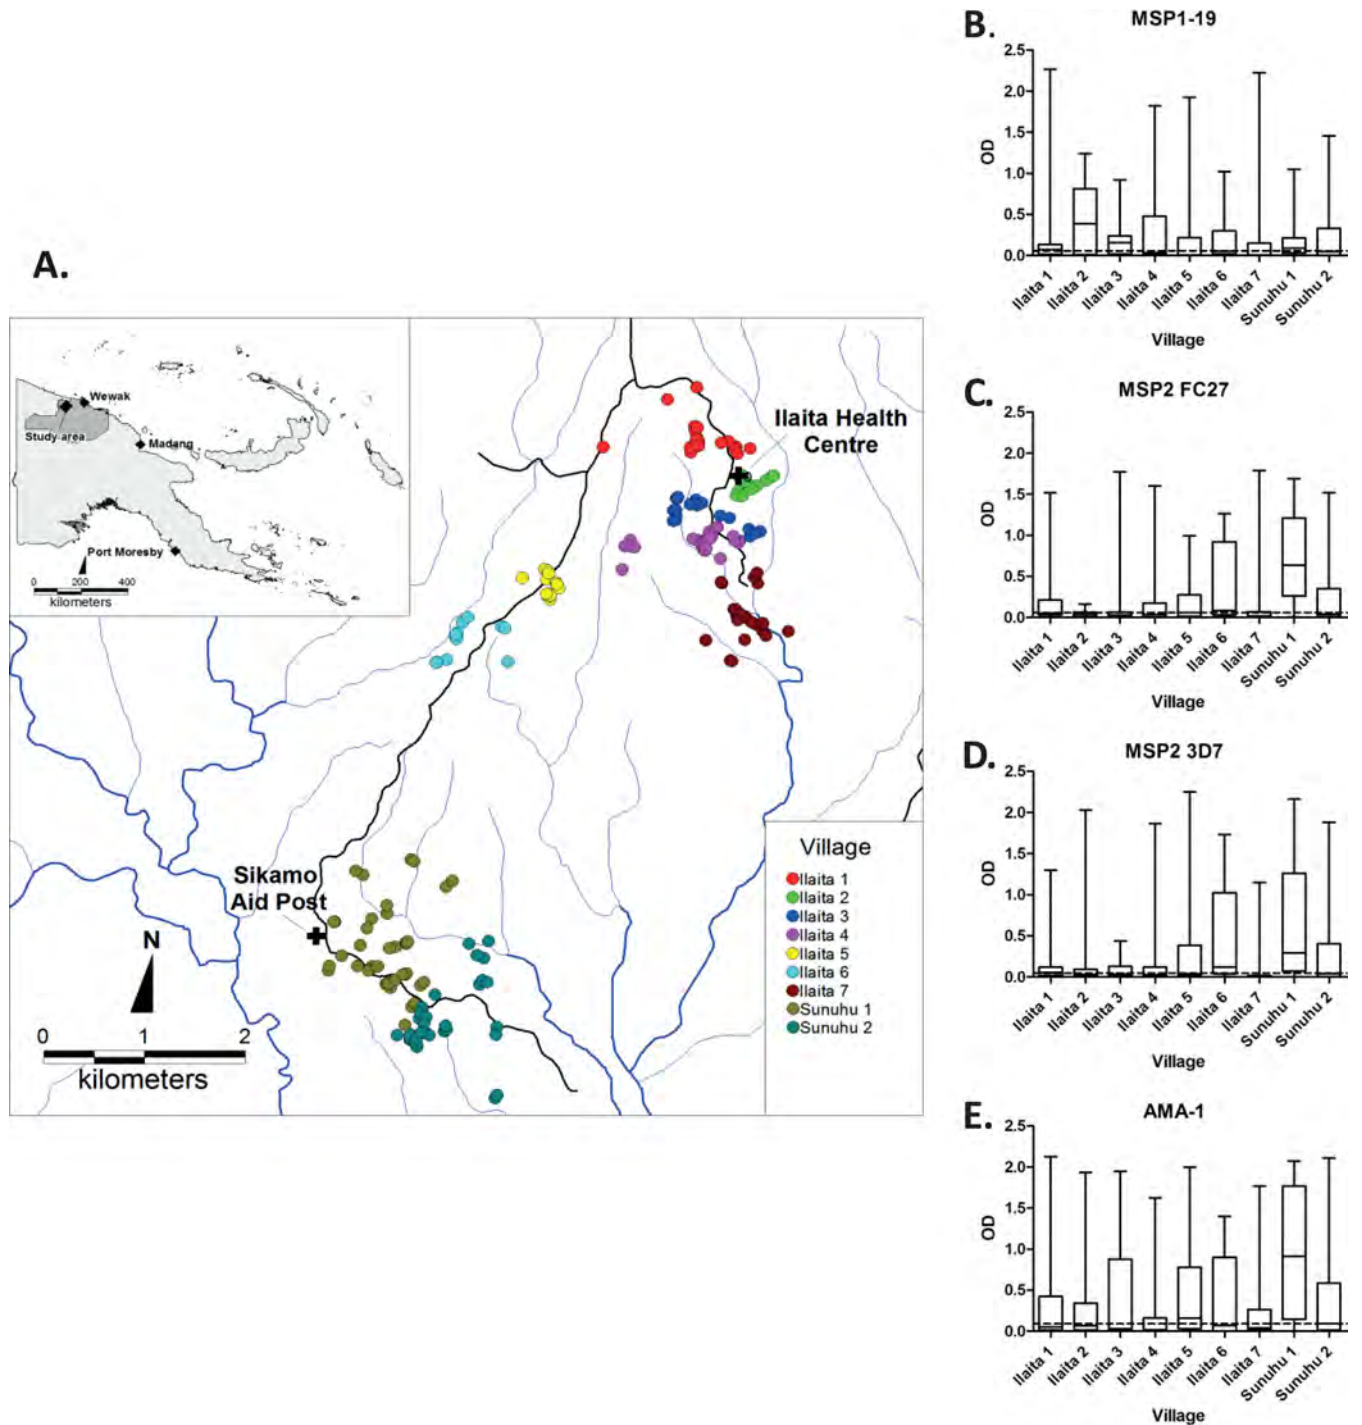 A.
Wewak
Study area
Madang
Port Moresby
0 200 400
kilometers
Ilaita Health
Centre
Sikamo
Aid Post
N
0 1 2
kilometers
Village
Ilaita 1
Ilaita 2
Ilaita 3
Ilaita 4
Ilaita 5
Ilaita 6
Ilaita 7
Sunuhu 1
Sunuhu 2
B.
MSP1-19
2.5
2.0
1.5
1.0
0.5
0.0
OD
Ilaita 1
Ilaita 2
Ilaita 3
Ilaita 4
Ilaita 5
Ilaita 6
Ilaita 7
Sunuhu 1
Sunuhu 2
Village
C.
MSP2 FC27
2.5
2.0
1.5
1.0
0.5
0.0
OD
Ilaita 1
Ilaita 2
Ilaita 3
Ilaita 4
Ilaita 5
Ilaita 6
Ilaita 7
Sunuhu 1
Sunuhu 2
Village
D.
MSP2 3D7
2.5
2.0
1.5
1.0
0.5
0.0
OD
Ilaita 1
Ilaita 2
Ilaita 3
Ilaita 4
Ilaita 5
Ilaita 6
Ilaita 7
Sunuhu 1
Sunuhu 2
Village
E.
AMA-1
2.5
2.0
1.5
1.0
0.5
0.0
OD
Ilaita 1
Ilaita 2
Ilaita 3
Ilaita 4
Ilaita 5
Ilaita 6
Ilaita 7
Sunuhu 1
Sunuhu 2
Village